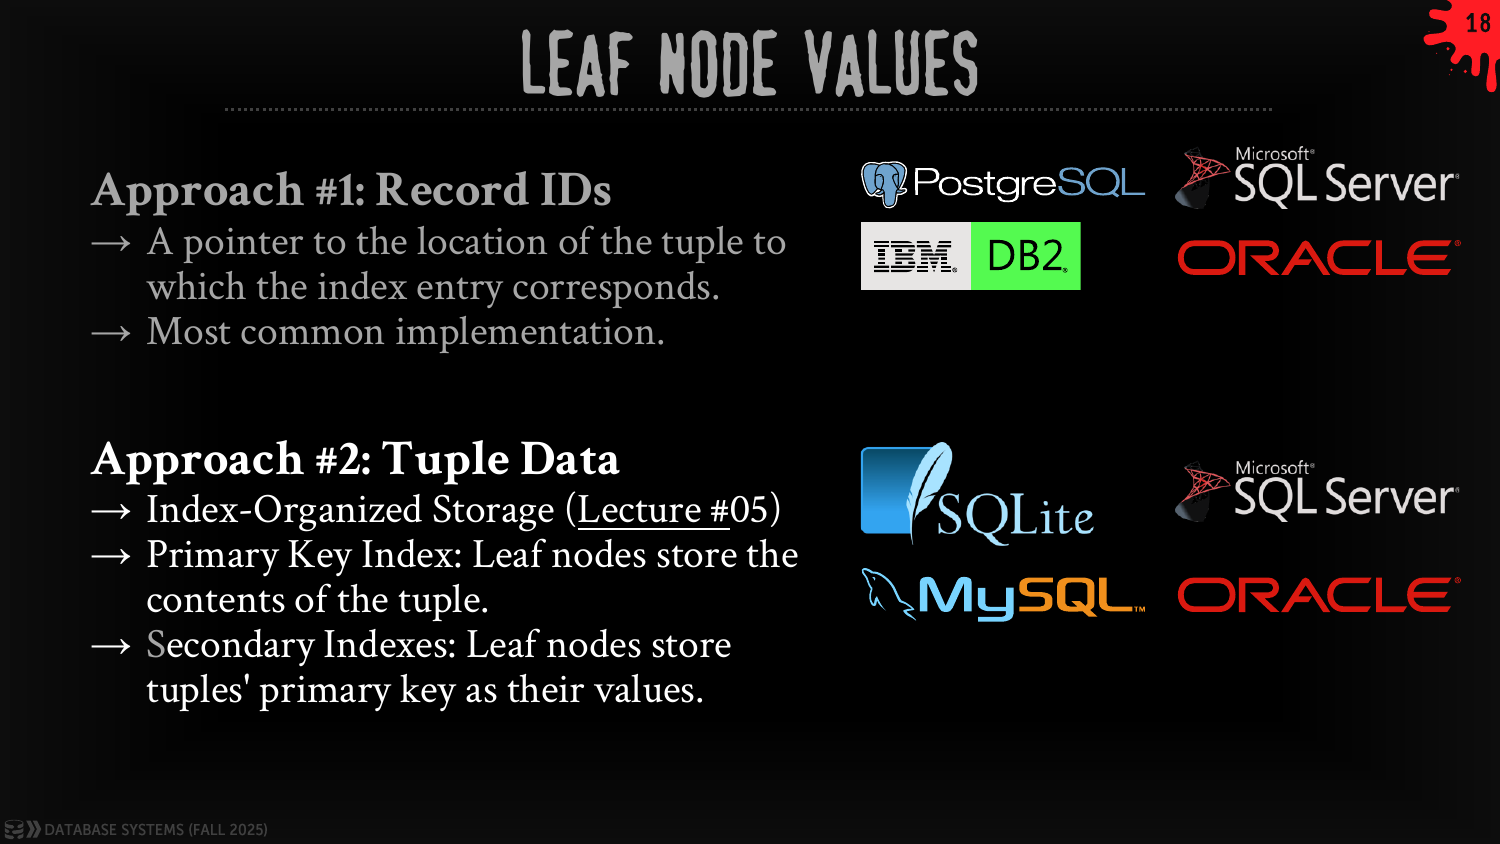 18
LEAF NODE VALUES
Approach #1: Record IDs
→ A pointer to the location of the tuple to
which the index entry corresponds.
→ Most common implementation.
PostgreSQL
Microsoft®
SQL Server®
IBM® DB2®
ORACLE®
Approach #2: Tuple Data
→ Index-Organized Storage (Lecture #05)
→ Primary Key Index: Leaf nodes store the
contents of the tuple.
→ Secondary Indexes: Leaf nodes store
tuples' primary key as their values.
SQLite
Microsoft®
SQL Server®
MySQL™
ORACLE®
DATABASE SYSTEMS (FALL 2025)